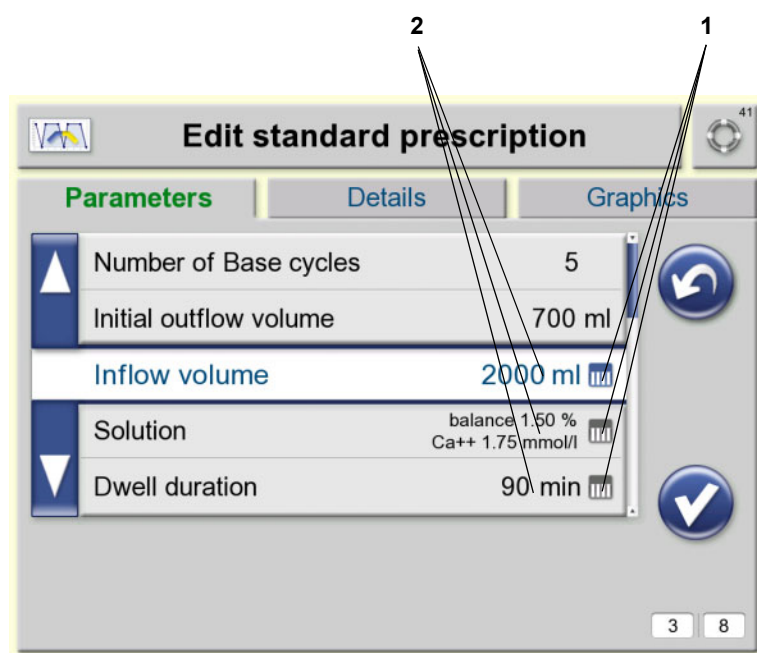 2 1
Edit standard prescription 41
Parameters Details Graphics
Number of Base cycles 5
Initial outflow volume 700 ml
Inflow volume 2000 ml
Solution balance 1.50 %
Ca++ 1.75 mmol/l
Dwell duration 90 min
3 8